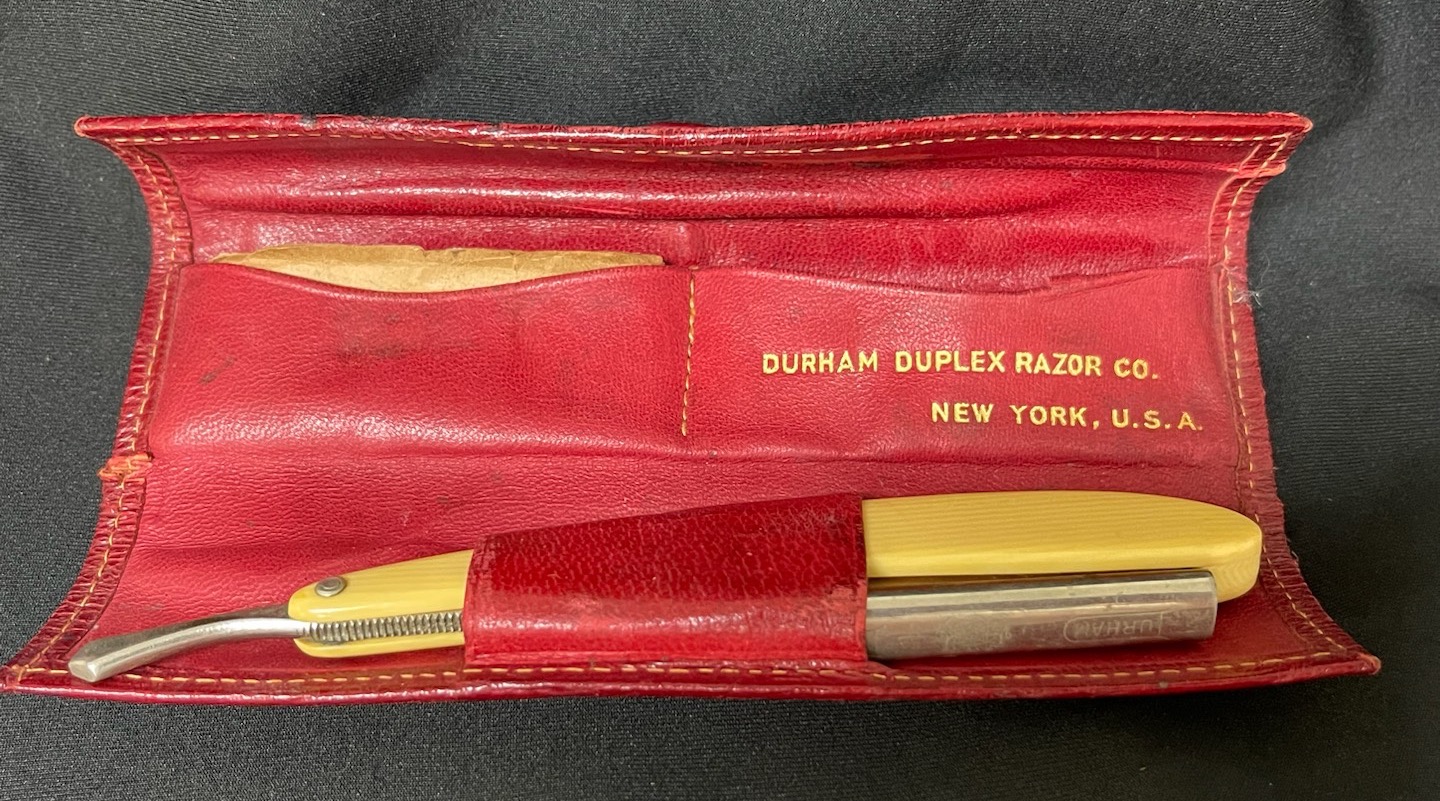 DURHAM DUPLEX RAZOR CO.
NEW YORK, U.S.A.
DURHAM